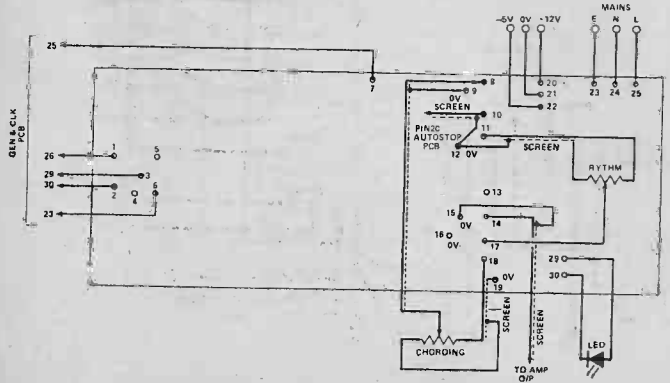 MAINS
-5V 0V -12V E N L
25
7
8
9
0V
SCREEN
20
21
22
23 24 25
GEN & CLK
PCB
10
PIN2C
AUTOSTOP
PCB
11
12 0V
SCREEN
RYTHM
26
1
5
29
3
30
2
4
6
23
13
15
0V
14
16
0V
17
18
0V
19
29
30
SCREEN
SCREEN
CHORDING
LED
TO AMP
O/P